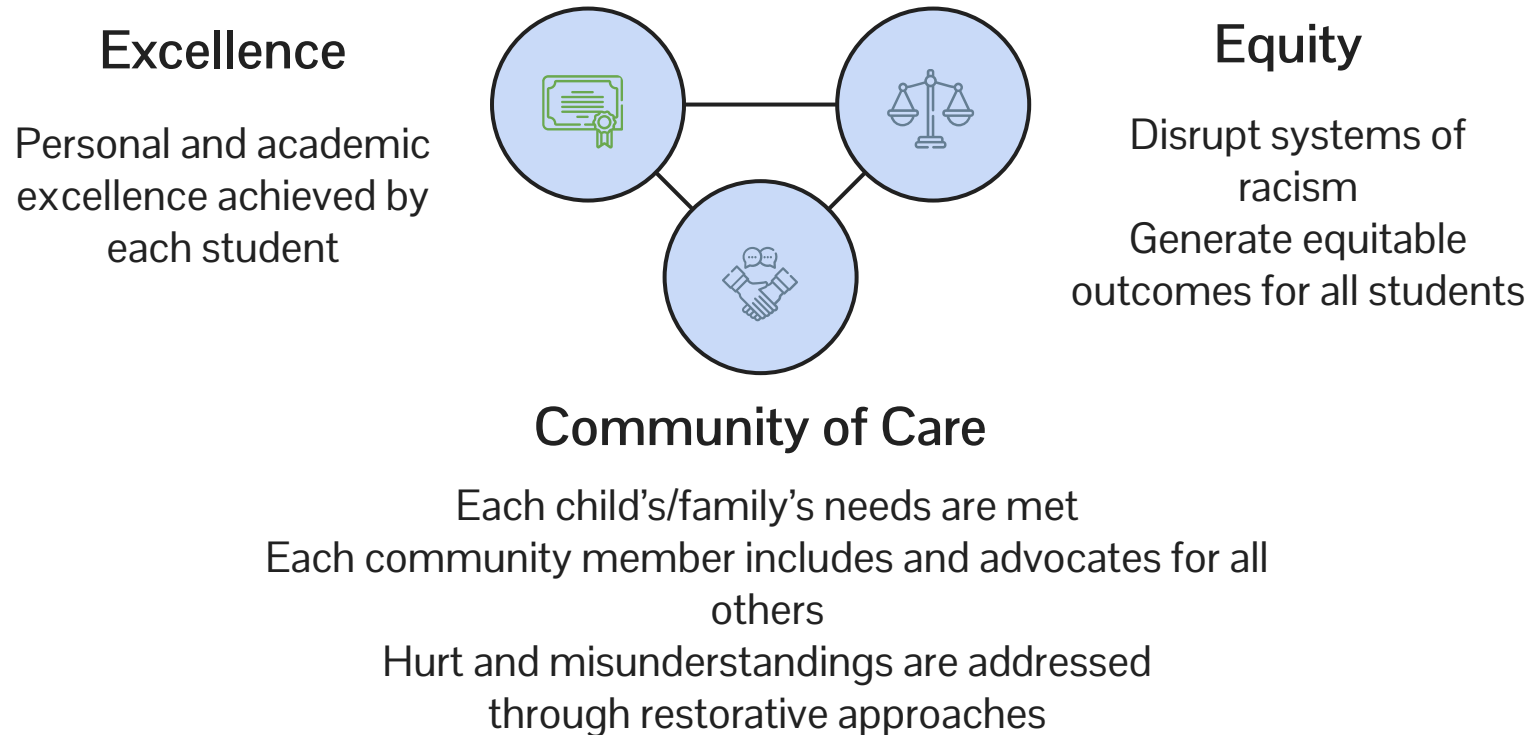 Excellence
Personal and academic
excellence achieved by
each student
Equity
Disrupt systems of
racism
Generate equitable
outcomes for all students
Community of Care
Each child’s/family’s needs are met
Each community member includes and advocates for all
others
Hurt and misunderstandings are addressed
through restorative approaches